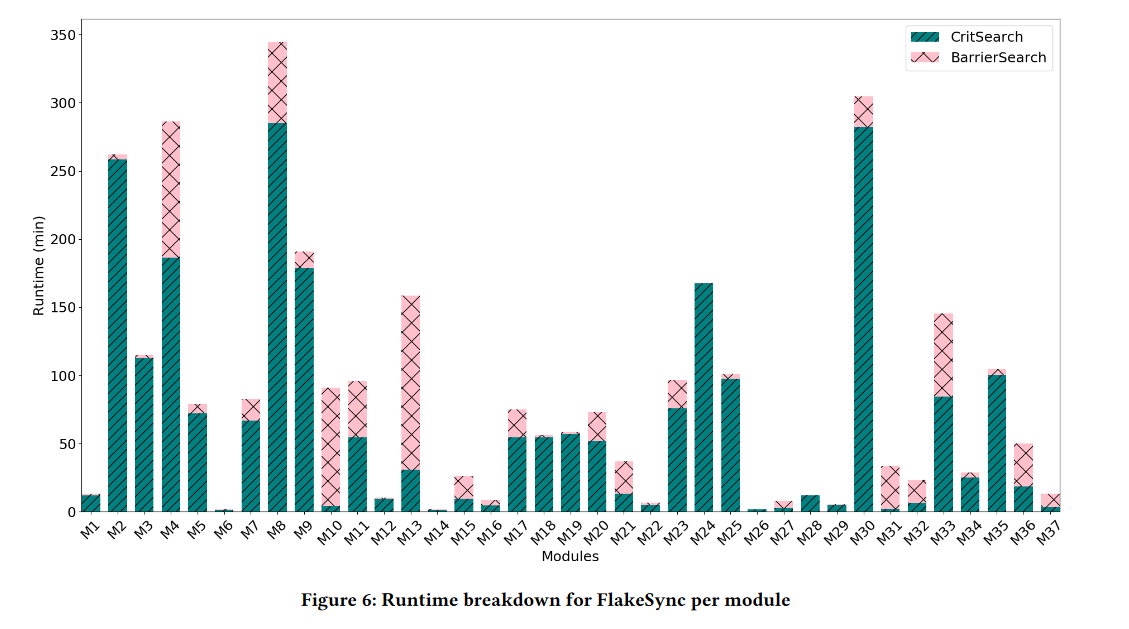 350
300
250
200
150
100
50
0
Runtime (min)
CritSearch
BarrierSearch
M1 M2 M3 M4 M5 M6 M7 M8 M9 M10 M11 M12 M13 M14 M15 M16 M17 M18 M19 M20 M21 M22 M23 M24 M25 M26 M27 M28 M29 M30 M31 M32 M33 M34 M35 M36 M37
Modules
Figure 6: Runtime breakdown for FlakeSync per module